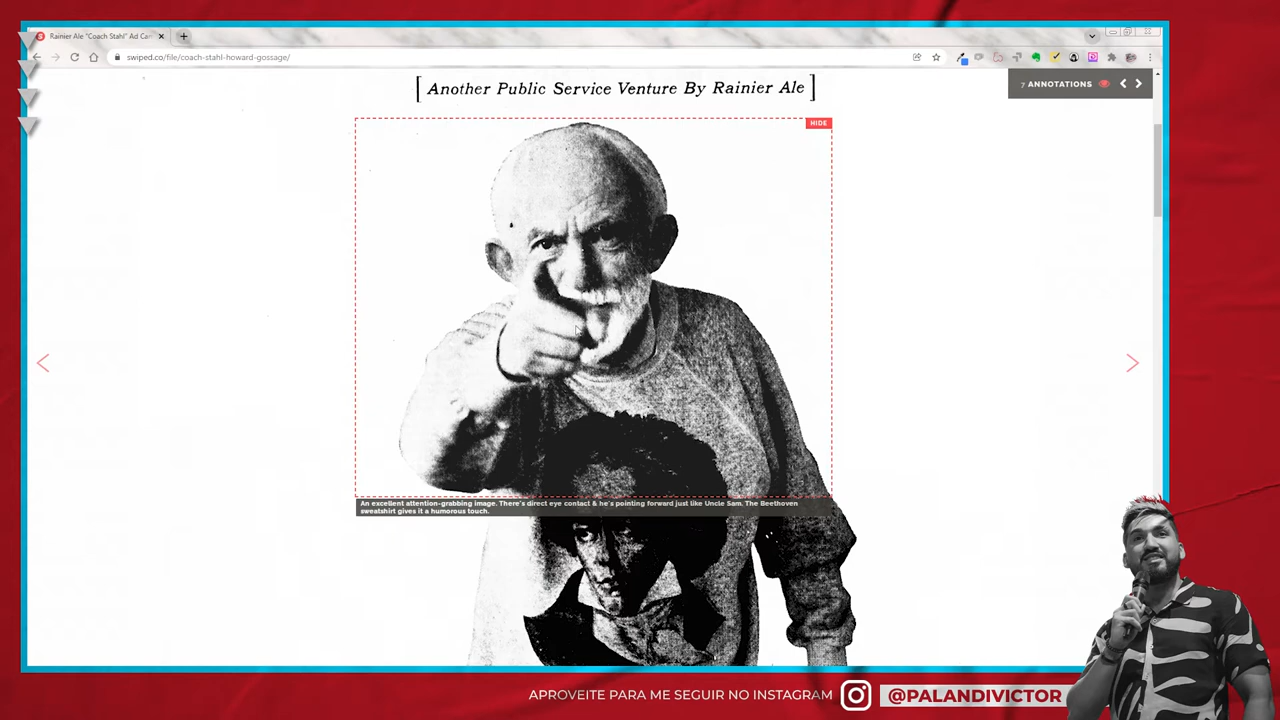 Rainier Ale "Coach Stahl" Ad Cam
swiped.co/file/coach-stahl-howard-gossage/
[ Another Public Service Venture By Rainier Ale ]
7 ANNOTATIONS
HIDE
An excellent attention-grabbing image. There's direct eye contact & he's pointing forward just like Uncle Sam. The Beethoven
sweatshirt gives it a humorous touch.
APROVEITE PARA ME SEGUIR NO INSTAGRAM
@PALANDIVICTOR